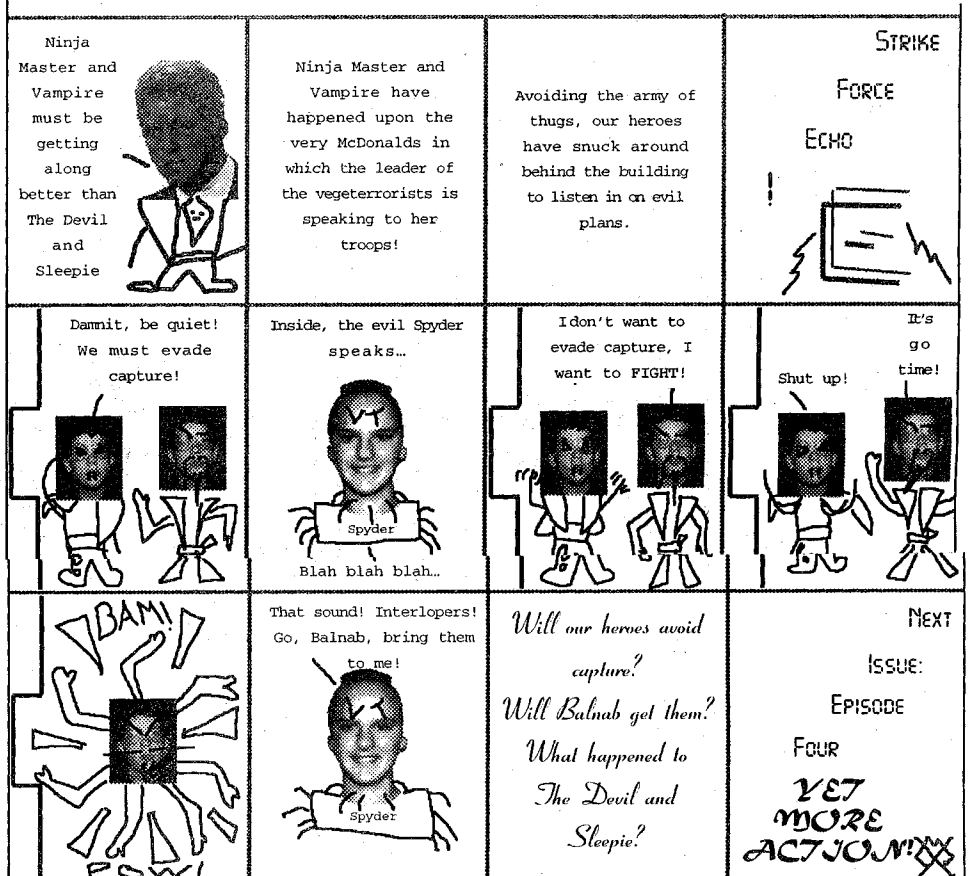 Ninja
Master and
Vampire
must be
getting
along
better than
The Devil
and
Sleepie
Ninja Master and
Vampire have
happened upon the
very McDonalds in
which the leader of
the vegeterrorists is
speaking to her
troops!
Avoiding the army of
thugs, our heroes
have snuck around
behind the building
to listen in on evil
plans.
STRIKE
FORCE
ECHO
!
Damnit, be quiet!
We must evade
capture!
Inside, the evil Spyder
speaks…
VT
Spyder
Blah blah blah…
I don't want to
evade capture, I
want to FIGHT!
Shut up!
It's
go
time!
BAM!
POW!
That sound! Interlopers!
Go, Balnab, bring them
to me!
VT
Spyder
Will our heroes avoid
capture?
Will Balnab get them?
What happened to
The Devil and
Sleepie?
NEXT
ISSUE:
EPISODE
FOUR
YET
MORE
ACTION!